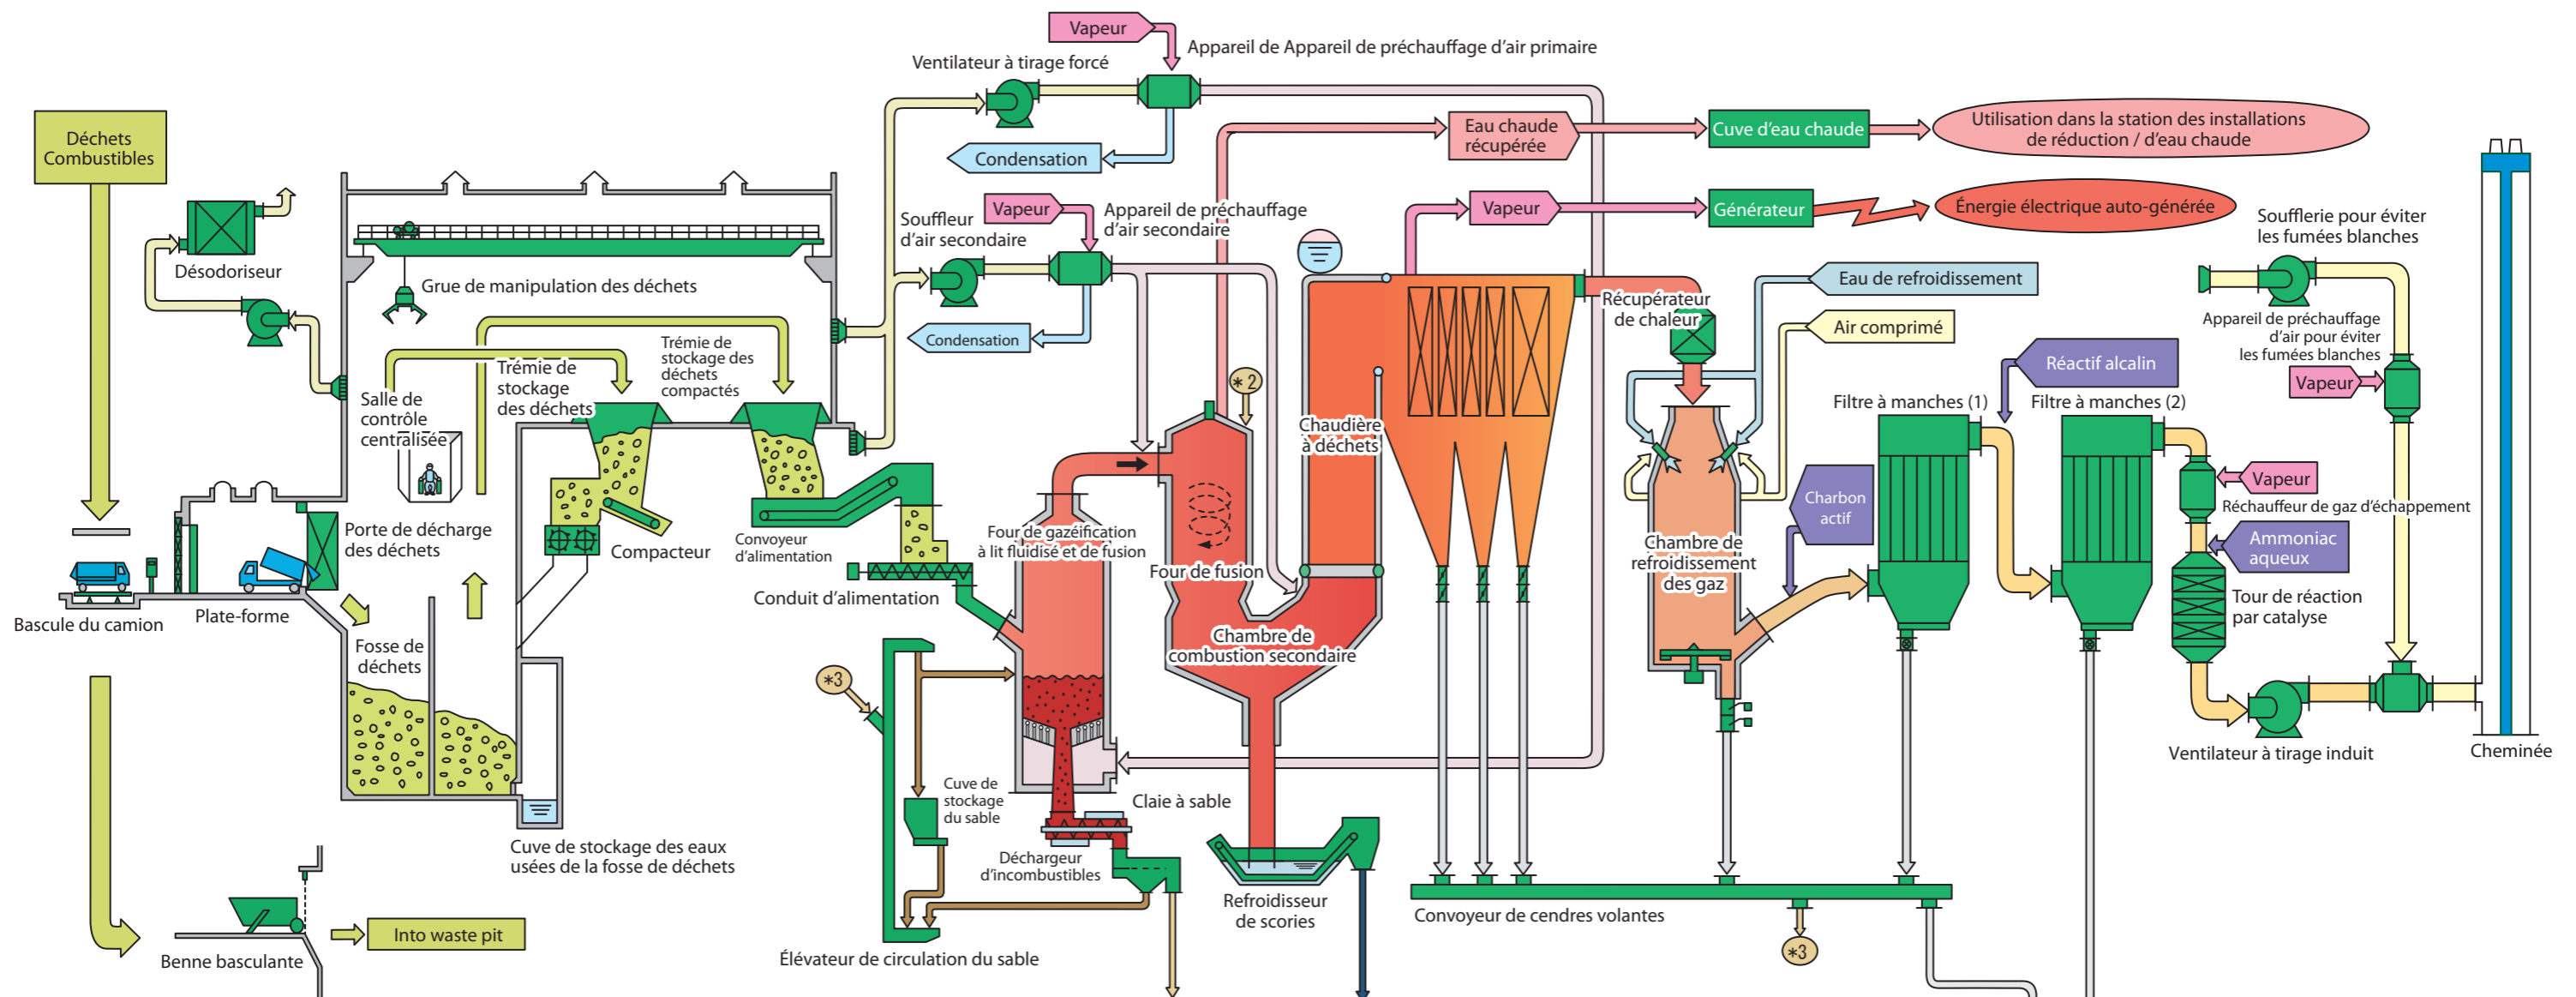 Déchets
Combustibles
Désodoriseur
Bascule du camion
Plate-forme
Porte de décharge
des déchets
Salle de
contrôle
centralisée
Grue de manipulation des déchets
Trémie de
stockage
des déchets
Trémie de
stockage des
déchets
compactés
Fosse de
déchets
Compacteur
Cuve de stockage des eaux
usées de la fosse de déchets
Benne basculante
Into waste pit
Vapeur
Appareil de Appareil de préchauffage d'air primaire
Ventilateur à tirage forcé
Condensation
Souffleur
d'air secondaire
Vapeur
Appareil de préchauffage
d'air secondaire
Condensation
Convoyeur
d'alimentation
Conduit d'alimentation
Four de gazéification
à lit fluidisé et de fusion
*3
Cuve de
stockage
du sable
Claie à sable
Déchargeur
d'incombustibles
Élévateur de circulation du sable
*2
Four de fusion
Chambre de
combustion secondaire
Refroidisseur
de scories
Chaudière
à déchets
Eau chaude
récupérée
Cuve d'eau chaude
Utilisation dans la station des installations
de réduction / d'eau chaude
Vapeur
Générateur
Énergie électrique auto-générée
Récupérateur
de chaleur
Eau de refroidissement
Air comprimé
Chambre de
refroidissement
des gaz
Charbon
actif
Réactif alcalin
Filtre à manches (1)
Filtre à manches (2)
Convoyeur de cendres volantes
*3
Soufflerie pour éviter
les fumées blanches
Appareil de préchauffage
d'air pour éviter
les fumées blanches
Vapeur
Vapeur
Réchauffeur de gaz d'échappement
Ammoniac
aqueux
Tour de réaction
par catalyse
Ventilateur à tirage induit
Cheminée